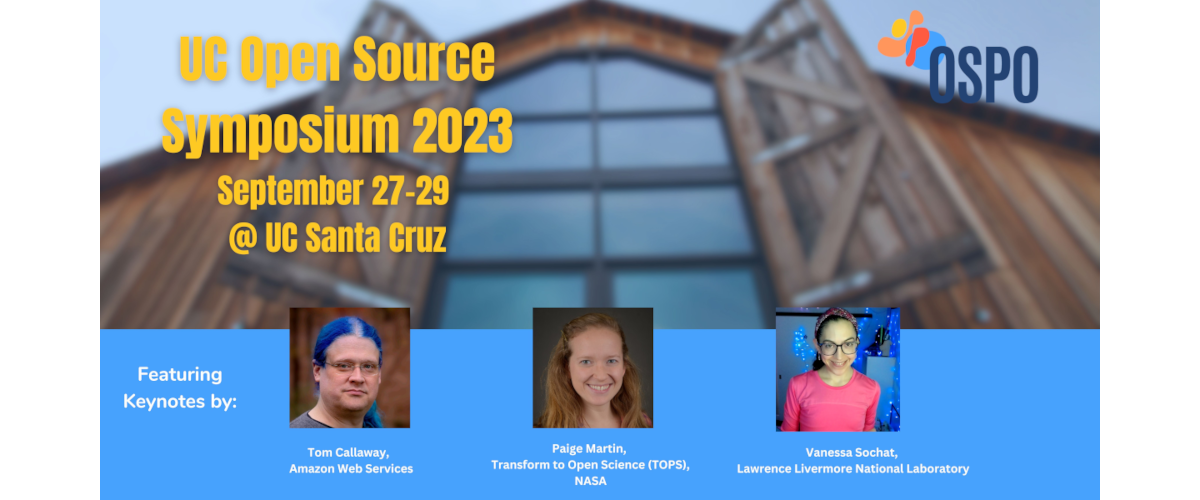 UC Open Source
Symposium 2023
September 27-29
@ UC Santa Cruz
OSPO
Featuring
Keynotes by:
Tom Callaway,
Amazon Web Services
Paige Martin,
Transform to Open Science (TOPS),
NASA
Vanessa Sochat,
Lawrence Livermore National Laboratory